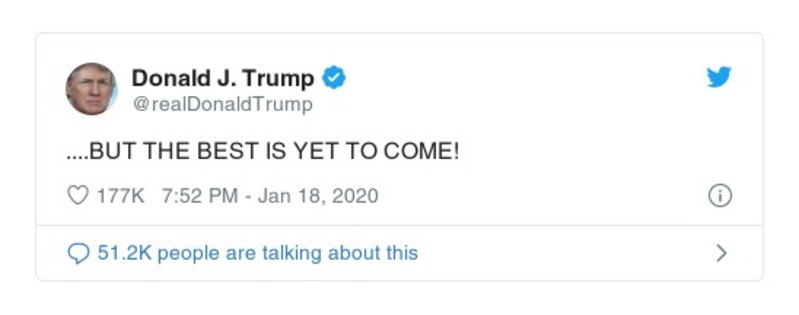 Donald J. Trump
@realDonaldTrump
....BUT THE BEST IS YET TO COME!
177K 7:52 PM - Jan 18, 2020
51.2K people are talking about this